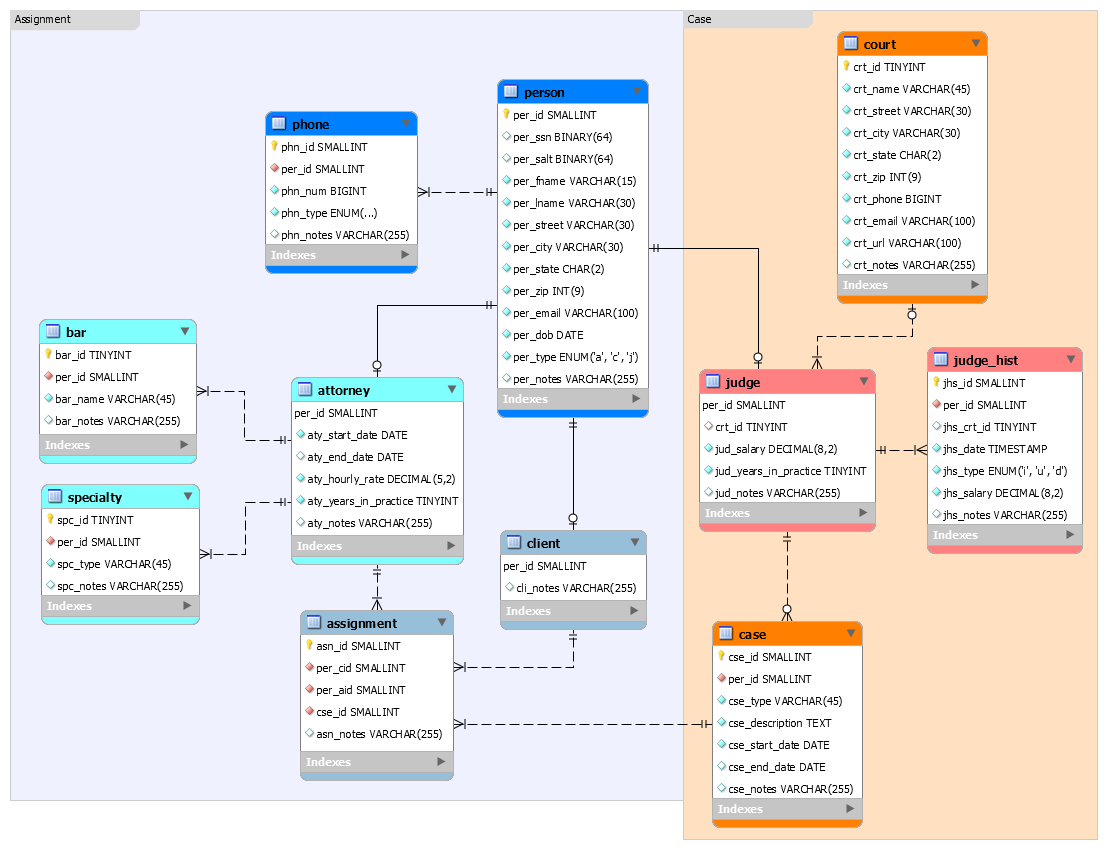 Assignment
Case
court
crt_id TINYINT
crt_name VARCHAR(45)
crt_street VARCHAR(30)
crt_city VARCHAR(30)
crt_state CHAR(2)
crt_zip INT(9)
crt_phone BIGINT
crt_email VARCHAR(100)
crt_url VARCHAR(100)
crt_notes VARCHAR(255)
Indexes
person
per_id SMALLINT
per_ssn BINARY(64)
per_salt BINARY(64)
per_fname VARCHAR(15)
per_lname VARCHAR(30)
per_street VARCHAR(30)
per_city VARCHAR(30)
per_state CHAR(2)
per_zip INT(9)
per_email VARCHAR(100)
per_dob DATE
per_type ENUM('a', 'c', 'j')
per_notes VARCHAR(255)
Indexes
phone
phn_id SMALLINT
per_id SMALLINT
phn_num BIGINT
phn_type ENUM(...)
phn_notes VARCHAR(255)
Indexes
bar
bar_id TINYINT
per_id SMALLINT
bar_name VARCHAR(45)
bar_notes VARCHAR(255)
Indexes
attorney
per_id SMALLINT
aty_start_date DATE
aty_end_date DATE
aty_hourly_rate DECIMAL(5,2)
aty_years_in_practice TINYINT
aty_notes VARCHAR(255)
Indexes
judge
per_id SMALLINT
crt_id TINYINT
jud_salary DECIMAL(8,2)
jud_years_in_practice TINYINT
jud_notes VARCHAR(255)
Indexes
judge_hist
jhs_id SMALLINT
per_id SMALLINT
jhs_crt_id TINYINT
jhs_date TIMESTAMP
jhs_type ENUM('i', 'u', 'd')
jhs_salary DECIMAL(8,2)
jhs_notes VARCHAR(255)
Indexes
specialty
spc_id TINYINT
per_id SMALLINT
spc_type VARCHAR(45)
spc_notes VARCHAR(255)
Indexes
client
per_id SMALLINT
cli_notes VARCHAR(255)
Indexes
assignment
asn_id SMALLINT
per_cid SMALLINT
per_aid SMALLINT
cse_id SMALLINT
asn_notes VARCHAR(255)
Indexes
case
cse_id SMALLINT
per_id SMALLINT
cse_type VARCHAR(45)
cse_description TEXT
cse_start_date DATE
cse_end_date DATE
cse_notes VARCHAR(255)
Indexes